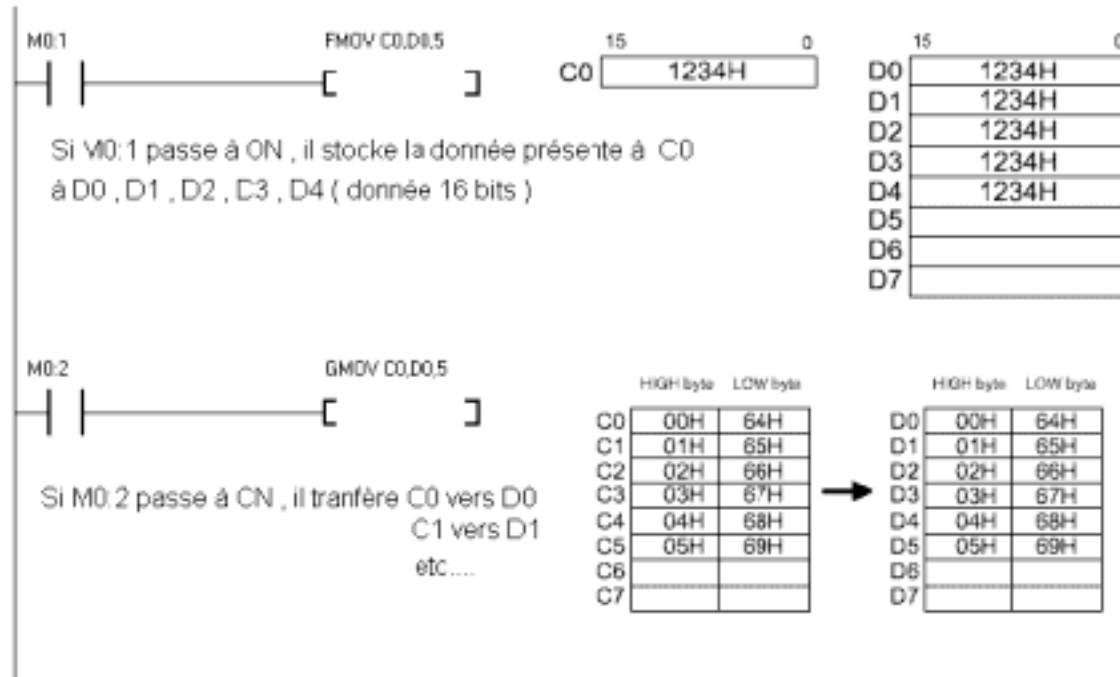 M0:1
FMOV C0,D0,5
15 0
C0 1234H
15 0
D0 1234H
D1 1234H
D2 1234H
D3 1234H
D4 1234H
D5
D6
D7
Si M0:1 passe à ON , il stocke la donnée présente à C0
à D0 , D1 , D2 , D3 , D4 ( donnée 16 bits )
M0:2
GMOV C0,D0,5
Si M0:2 passe à ON , il tranfère C0 vers D0
C1 vers D1
etc....
HIGH byte LOW byte
C0 00H 64H
C1 01H 65H
C2 02H 66H
C3 03H 67H
C4 04H 68H
C5 05H 69H
C6
C7
HIGH byte LOW byte
D0 00H 64H
D1 01H 65H
D2 02H 66H
D3 03H 67H
D4 04H 68H
D5 05H 69H
D6
D7